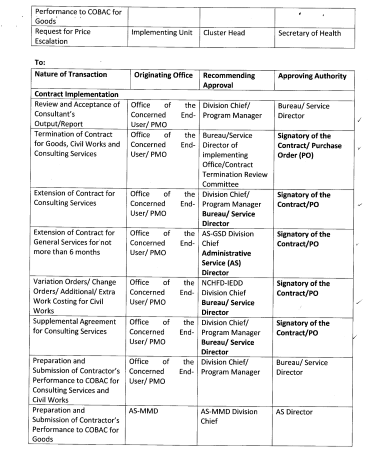 Performance to COBAC for
Goods
Request for Price
Escalation
Implementing Unit
Cluster Head
Secretary of Health
To:
Nature of Transaction
Originating Office
Recommending
Approval
Approving Authority
Contract Implementation
Review and Acceptance of
Consultant's
Output/Report
Office of the
Concerned End-
User/ PMO
Division Chief/
Program Manager
Bureau/ Service
Director
Termination of Contract
for Goods, Civil Works and
Consulting Services
Office of the
Concerned End-
User/ PMO
Bureau/Service
Director of
implementing
Office/Contract
Termination Review
Committee
Signatory of the
Contract/ Purchase
Order (PO)
Extension of Contract for
Consulting Services
Office of the
Concerned End-
User/ PMO
Division Chief/
Program Manager
Bureau/ Service
Director
Signatory of the
Contract/PO
Extension of Contract for
General Services for not
more than 6 months
Office of the
Concerned End-
User/ PMO
AS-GSD Division
Chief
Administrative
Service (AS)
Director
Signatory of the
Contract/PO
Variation Orders/ Change
Orders/ Additional/ Extra
Work Costing for Civil
Works
Office of the
Concerned End-
User/ PMO
NCHFD-IEDD
Division Chief
Bureau/ Service
Director
Signatory of the
Contract/PO
Supplemental Agreement
for Consulting Services
Office of the
Concerned End-
User/ PMO
Division Chief/
Program Manager
Bureau/ Service
Director
Signatory of the
Contract/PO
Preparation and
Submission of Contractor's
Performance to COBAC for
Consulting Services and
Civil Works
Office of the
Concerned End-
User/ PMO
Division Chief/
Program Manager
Bureau/ Service
Director
Preparation and
Submission of Contractor's
Performance to COBAC for
Goods
AS-MMD
AS-MMD Division
Chief
AS Director